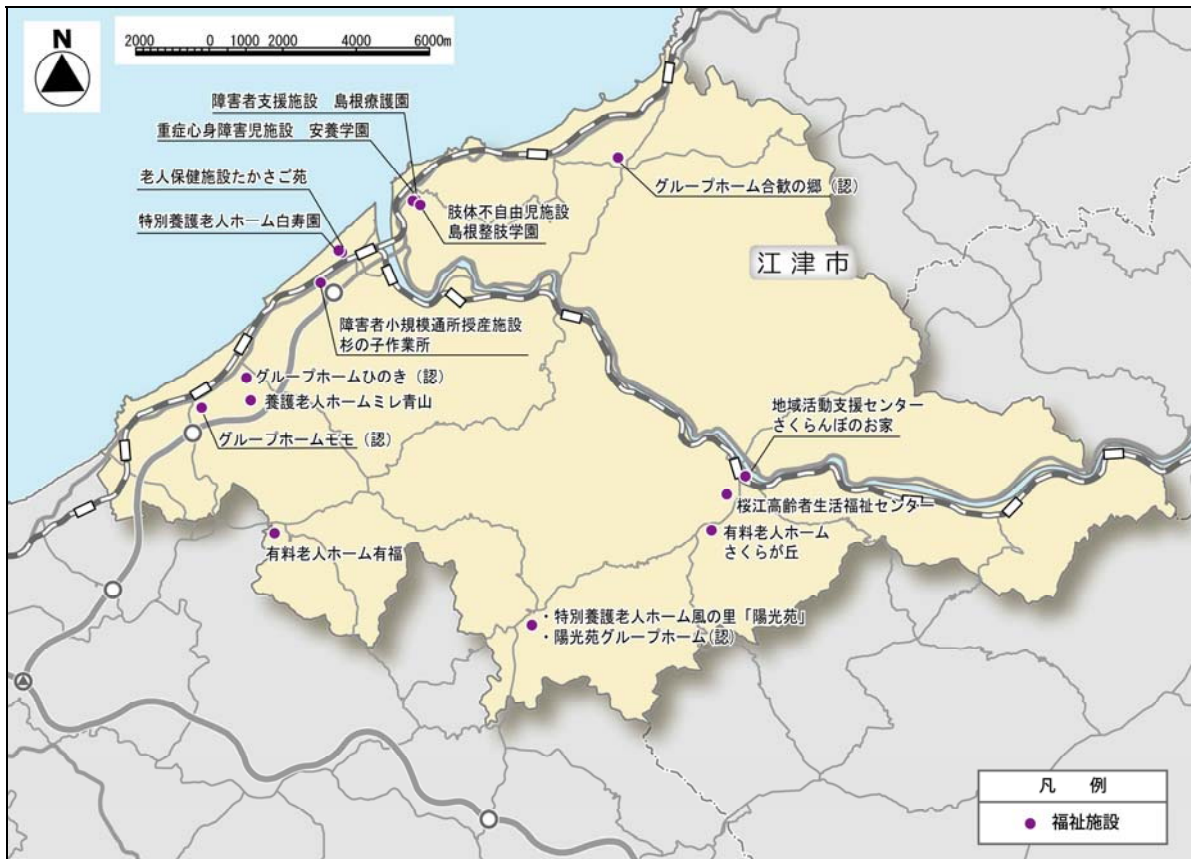 N
2000 0 1000 2000 4000 6000m
障害者支援施設 島根療護園
重症心身障害児施設 安養学園
老人保健施設たかさご苑
特別養護老人ホーム白寿園
グループホーム合歓の郷（認）
肢体不自由児施設
島根整肢学園
江津市
障害者小規模通所授産施設
杉の子作業所
グループホームひのき（認）
養護老人ホームミレ青山
グループホームモモ（認）
地域活動支援センター
さくらんぼのお家
桜江高齢者生活福祉センター
有料老人ホーム
さくらが丘
有料老人ホーム有福
・特別養護老人ホーム風の里「陽光苑」
・陽光苑グループホーム（認）
凡 例
福祉施設